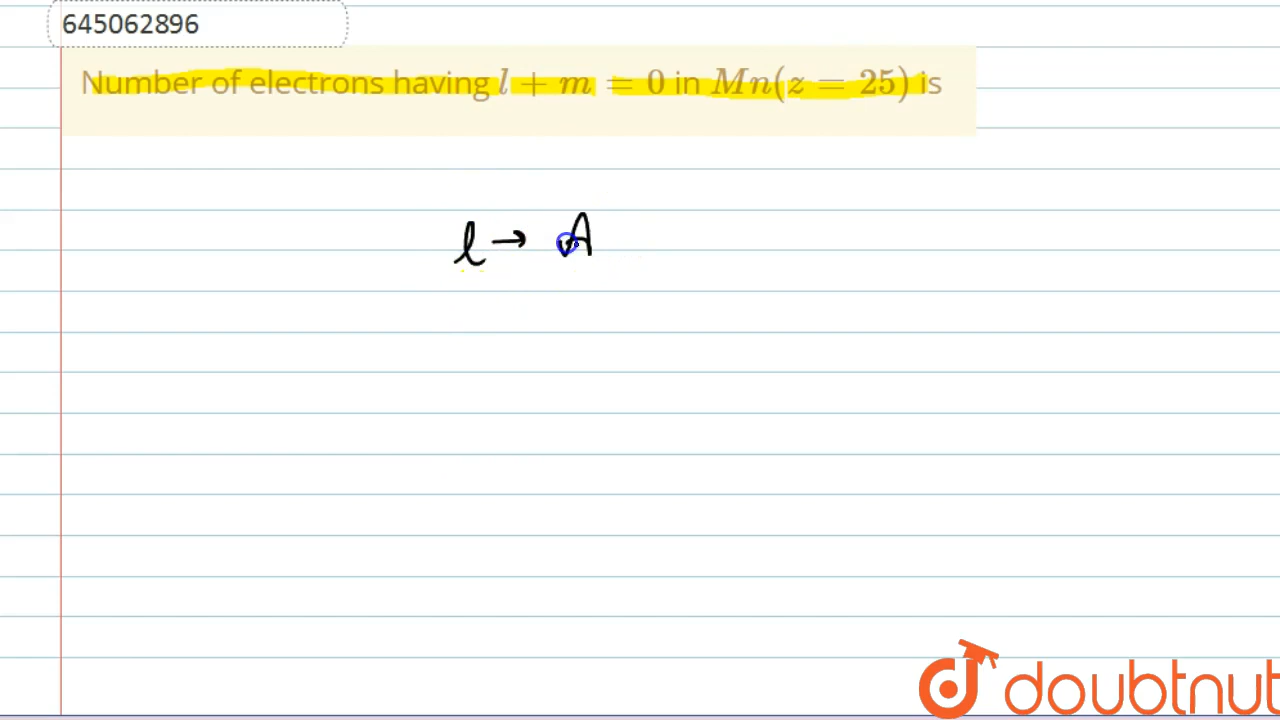 645062896
Number of electrons having l + m = 0 in Mn(z = 25) is
l → A
doubtnut